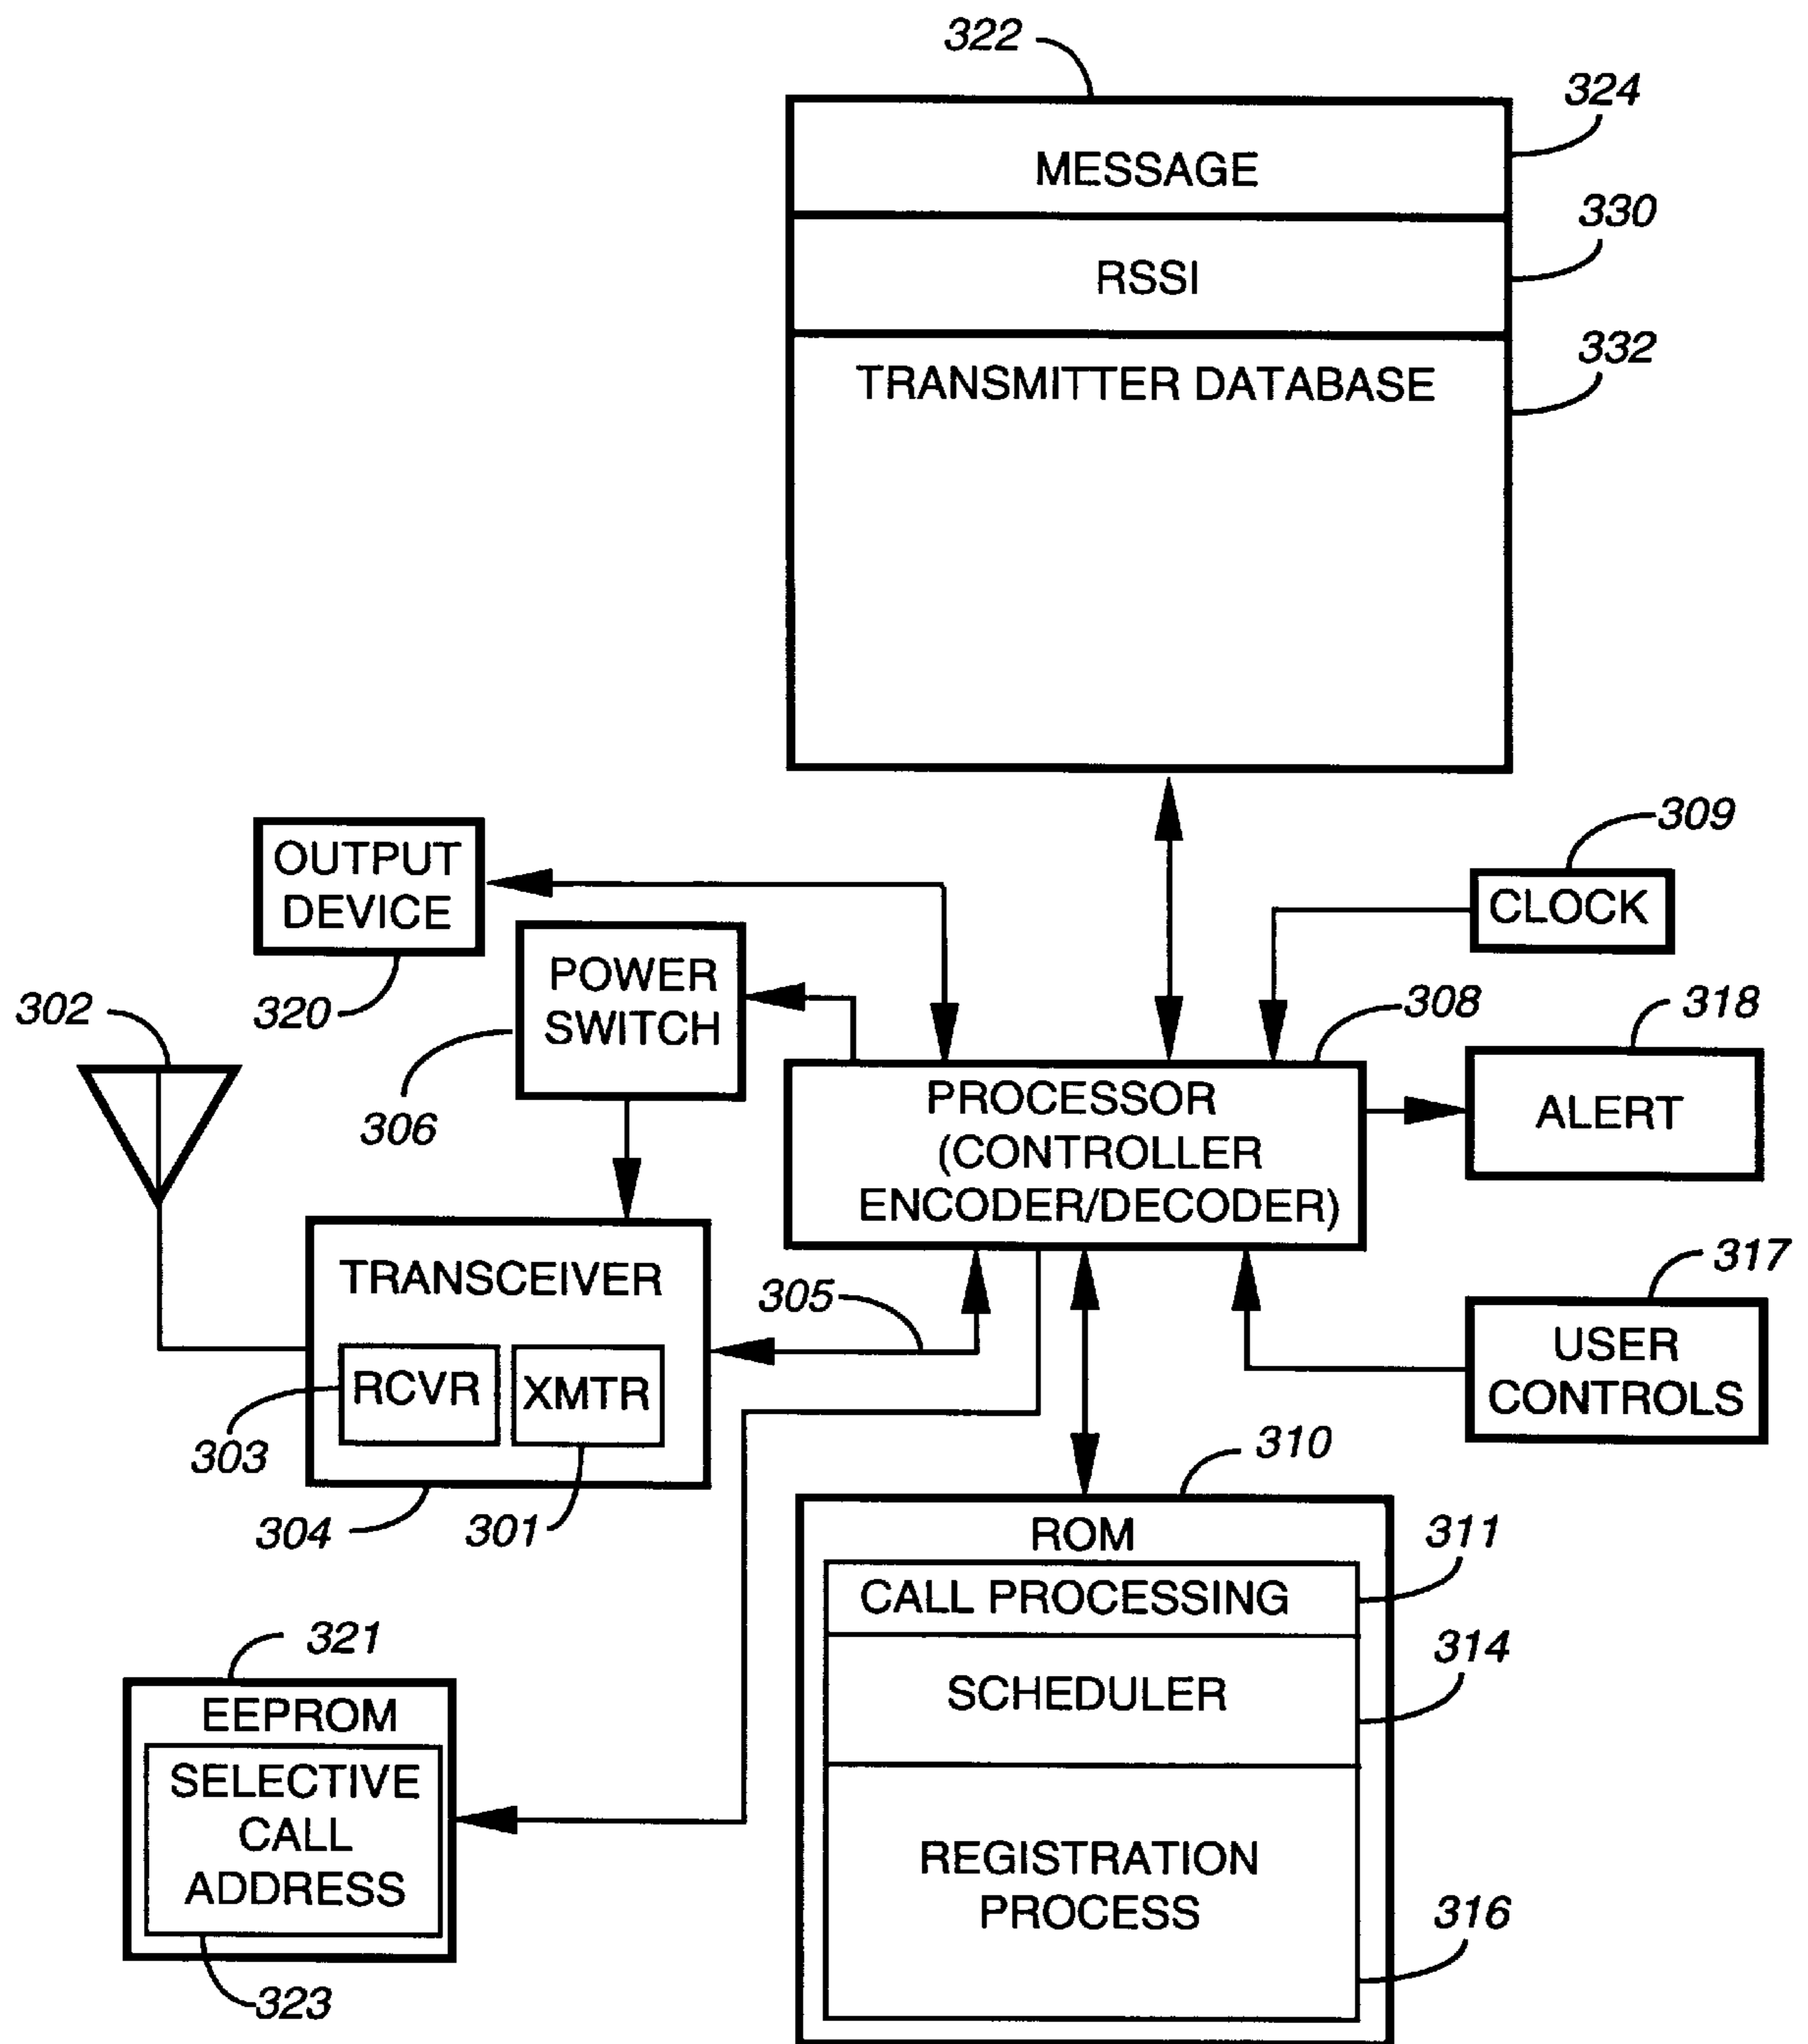 322
324
MESSAGE
330
RSSI
332
TRANSMITTER DATABASE
309
OUTPUT
DEVICE
CLOCK
320
POWER
SWITCH
302
306
308
318
PROCESSOR
(CONTROLLER
ENCODER/DECODER)
ALERT
317
TRANSCEIVER
305
USER
CONTROLS
RCVR
XMTR
303
304
301
310
ROM
311
CALL PROCESSING
314
SCHEDULER
321
EEPROM
SELECTIVE
CALL
ADDRESS
REGISTRATION
PROCESS
316
323